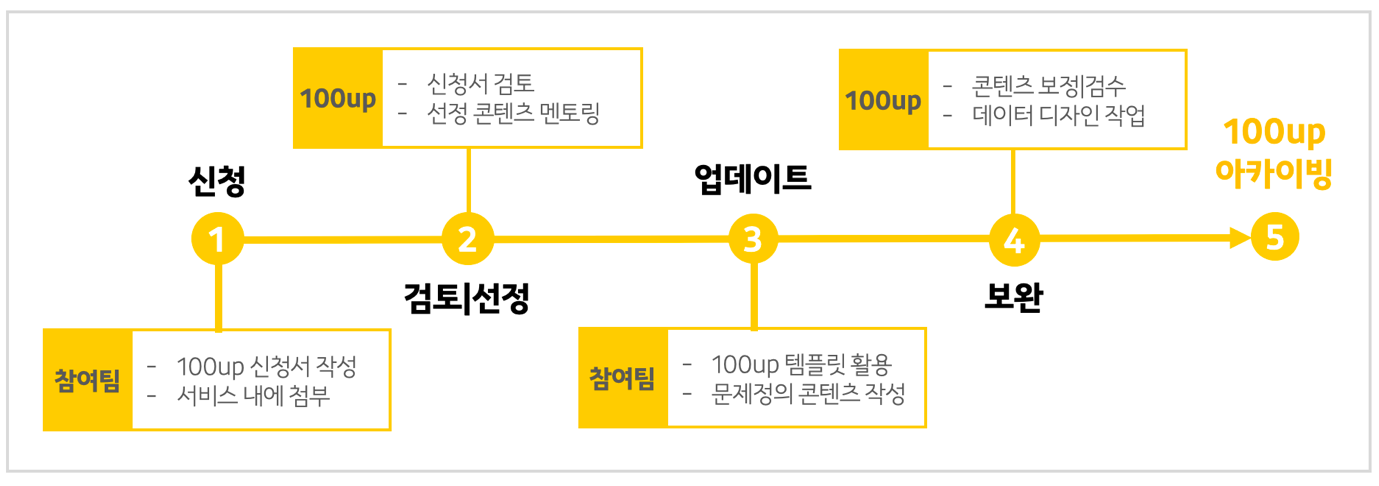 신청
1
참여팀
- 100up 신청서 작성
- 서비스 내에 첨부
100up
- 신청서 검토
- 선정 콘텐츠 멘토링
2
검토|선정
업데이트
3
참여팀
- 100up 템플릿 활용
- 문제정의 콘텐츠 작성
100up
- 콘텐츠 보정|검수
- 데이터 디자인 작업
4
보완
100up
아카이빙
5